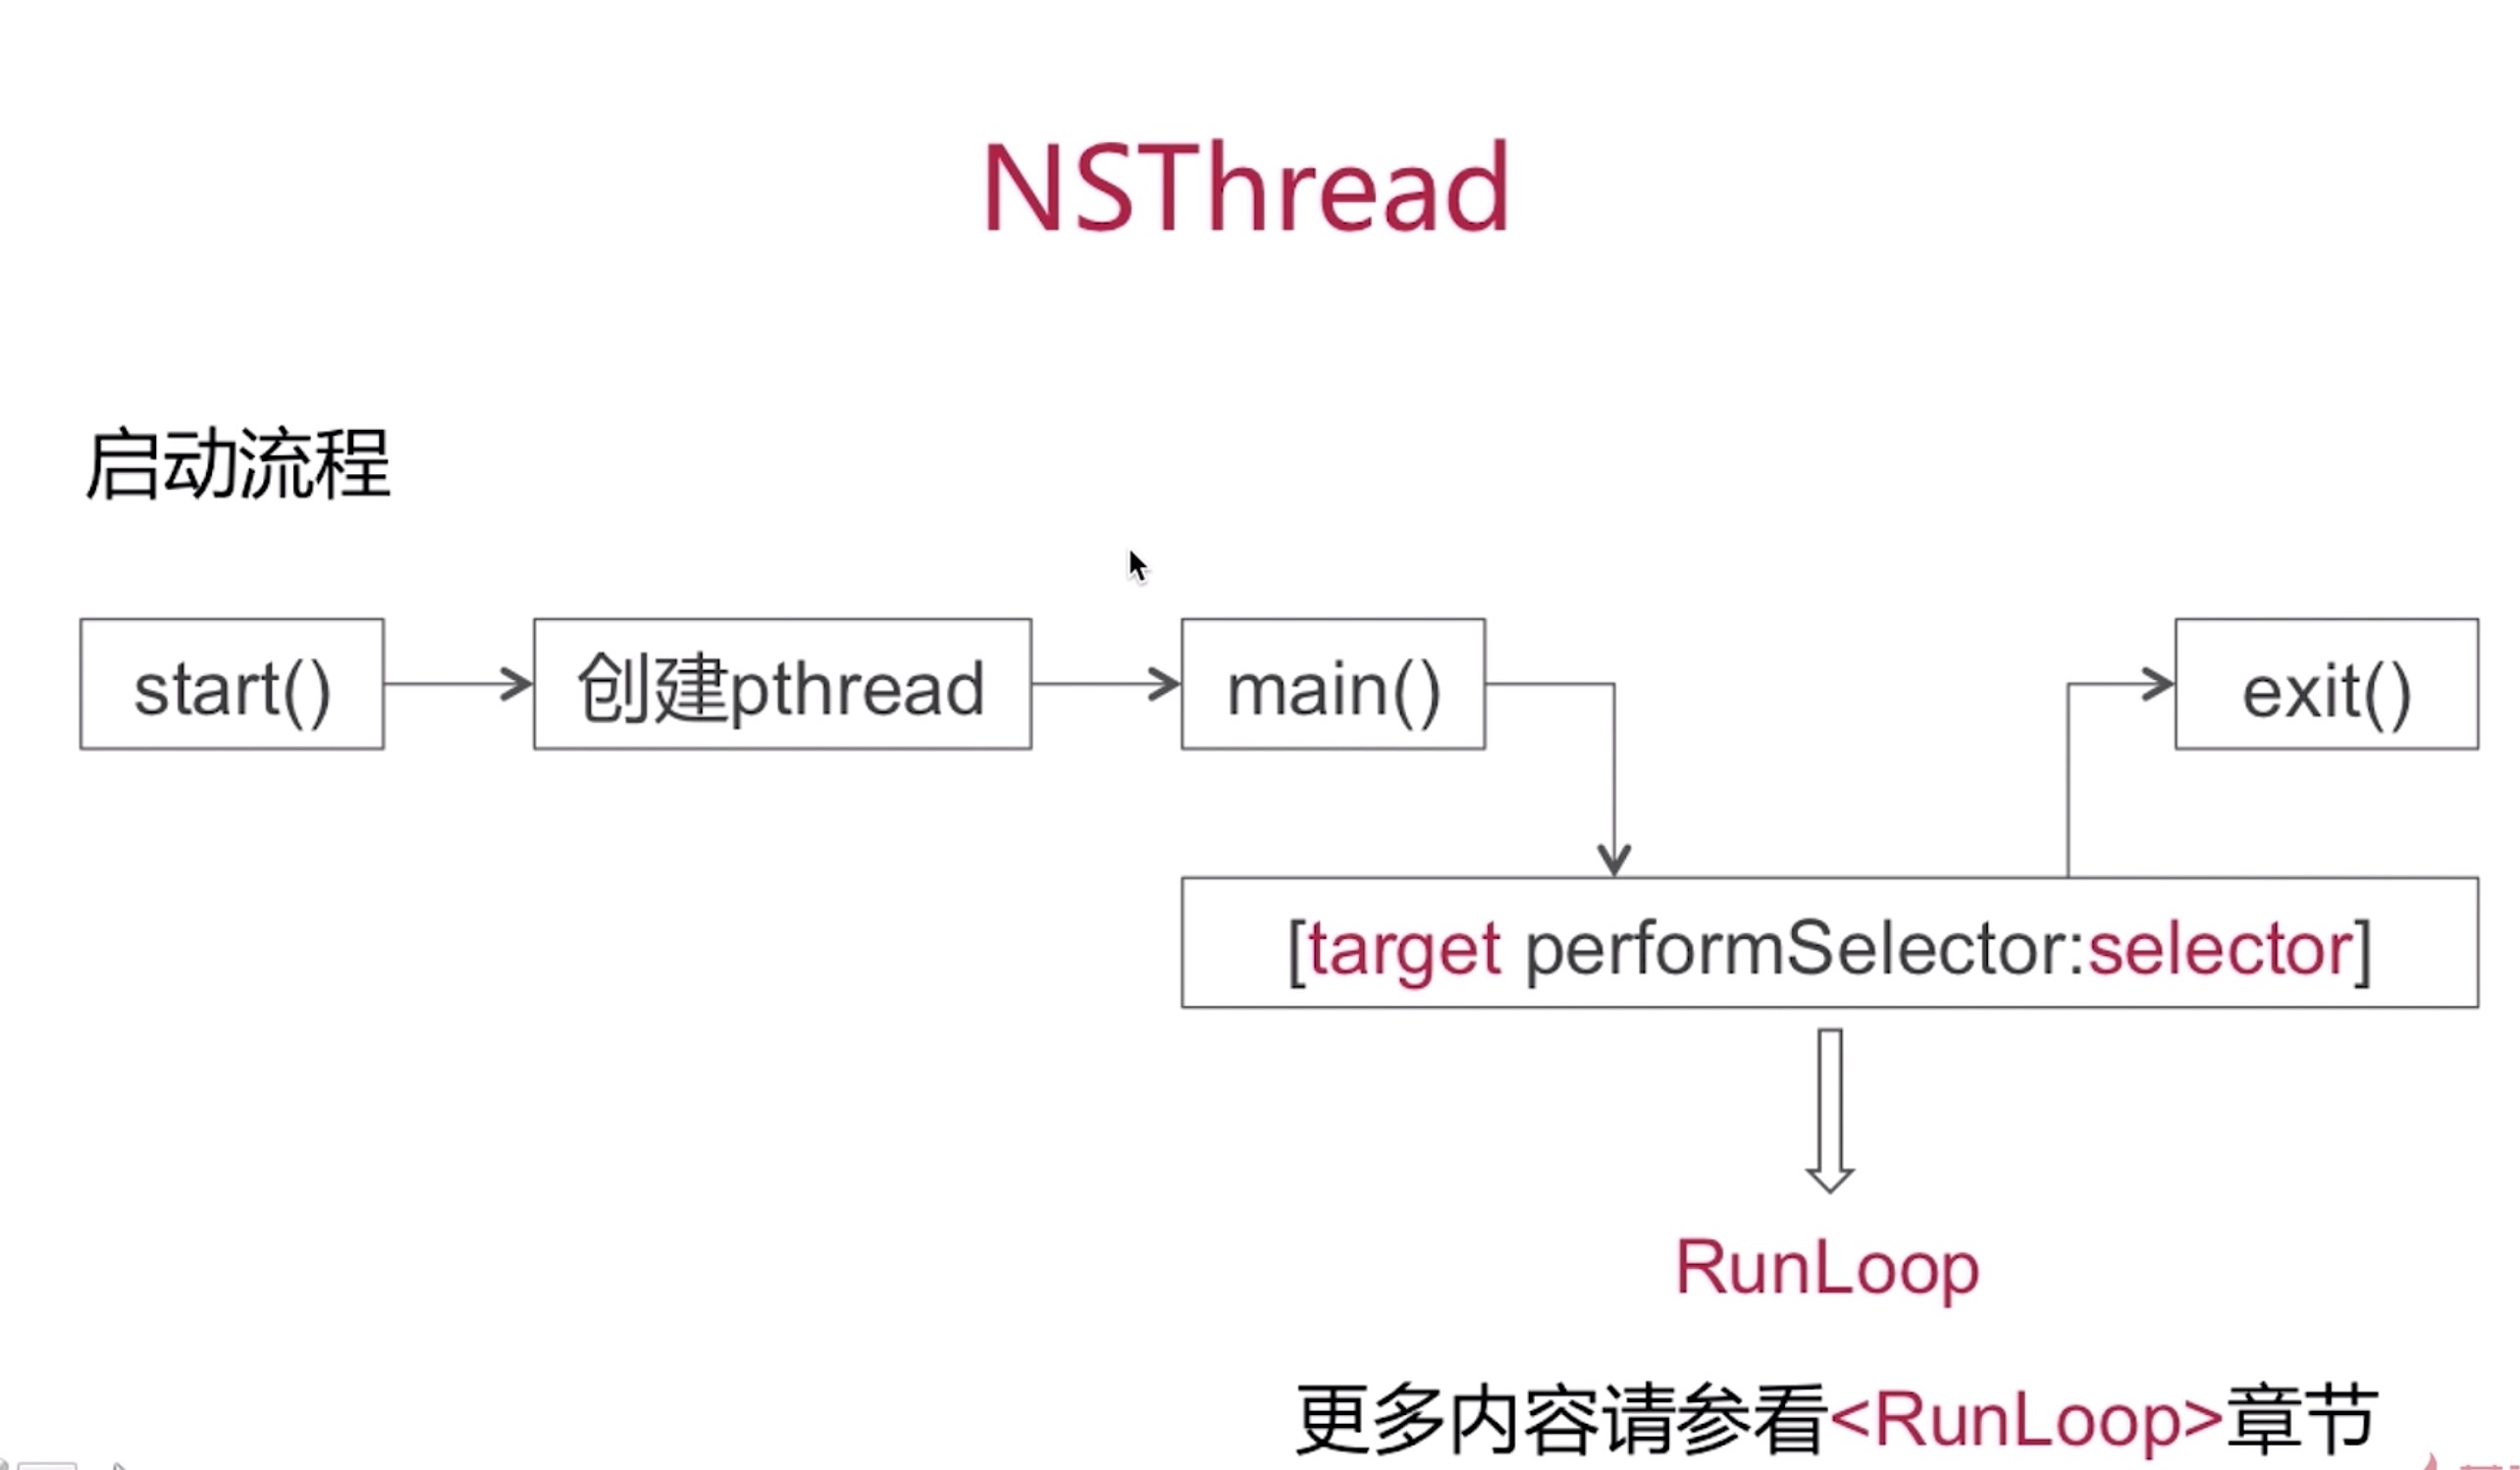 NSThread
启动流程
start()
创建pthread
main()
exit()
[target performSelector:selector]
RunLoop
更多内容请参看<RunLoop>章节